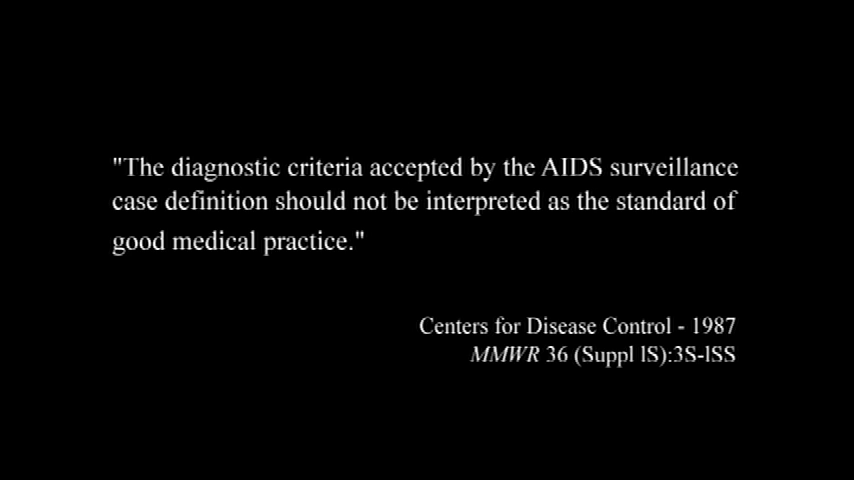 "The diagnostic criteria accepted by the AIDS surveillance
case definition should not be interpreted as the standard of
good medical practice."
Centers for Disease Control - 1987
MMWR 36 (Suppl lS):3S-lSS